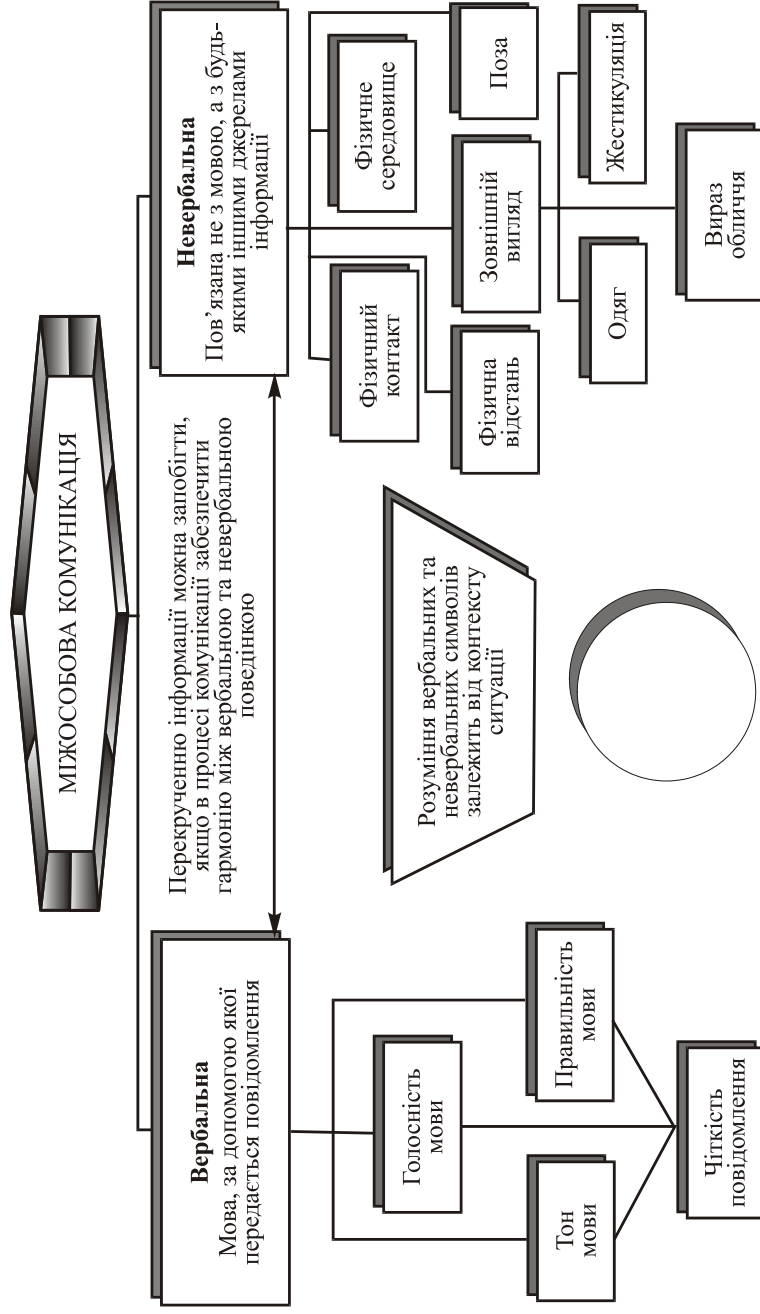 МІЖОСОБОВА КОМУНІКАЦІЯ
Вербальна
Мова, за допомогою якої
передається повідомлення
Перекрученню інформації можна запобігти,
якщо в процесі комунікації забезпечити
гармонію між вербальною та невербальною
поведінкою
Невербальна
Пов’язана не з мовою, а з будь-
якими іншими джерелами
інформації
Голосність
мови
Тон
мови
Правильність
мови
Чіткість
повідомлення
Розуміння вербальних та
невербальних символів
залежить від контексту
ситуації
Фізичний
контакт
Фізичне
середовище
Фізична
відстань
Зовнішній
вигляд
Поза
Одяг
Жестикуляція
Вираз
обличчя